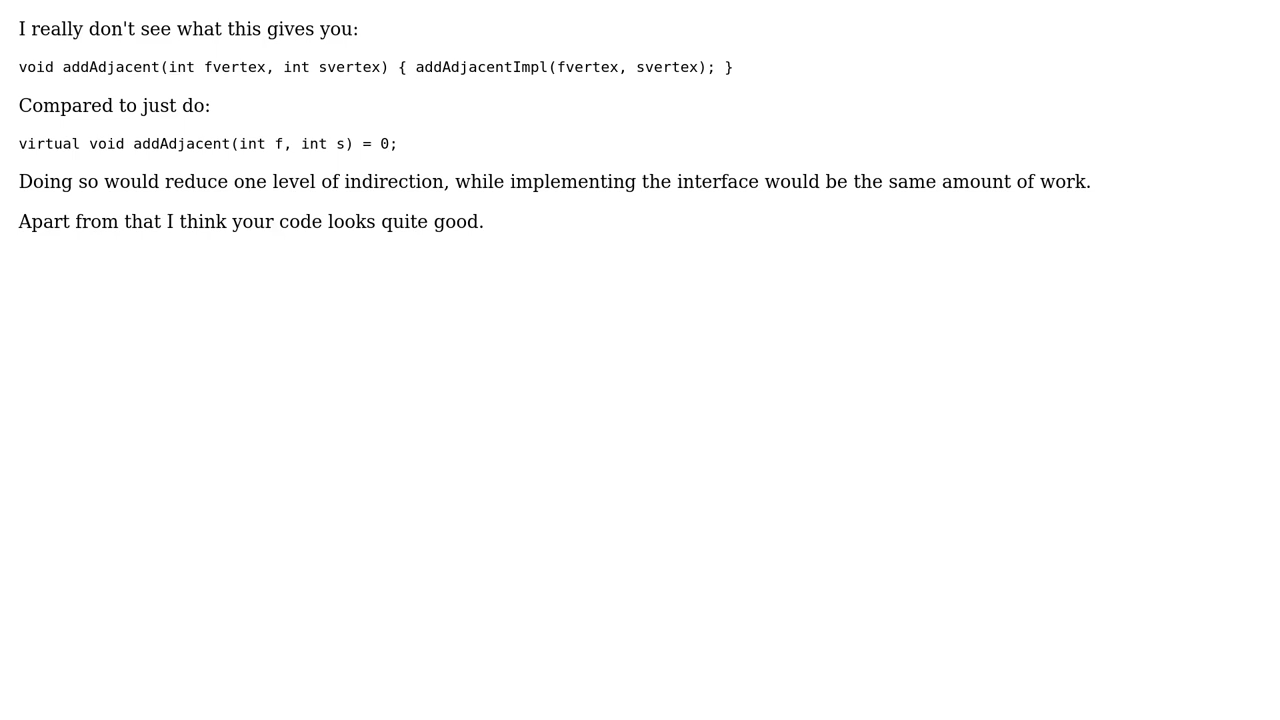 I really don't see what this gives you:
void addAdjacent(int fvertex, int svertex) { addAdjacentImpl(fvertex, svertex); }
Compared to just do:
virtual void addAdjacent(int f, int s) = 0;
Doing so would reduce one level of indirection, while implementing the interface would be the same amount of work.
Apart from that I think your code looks quite good.